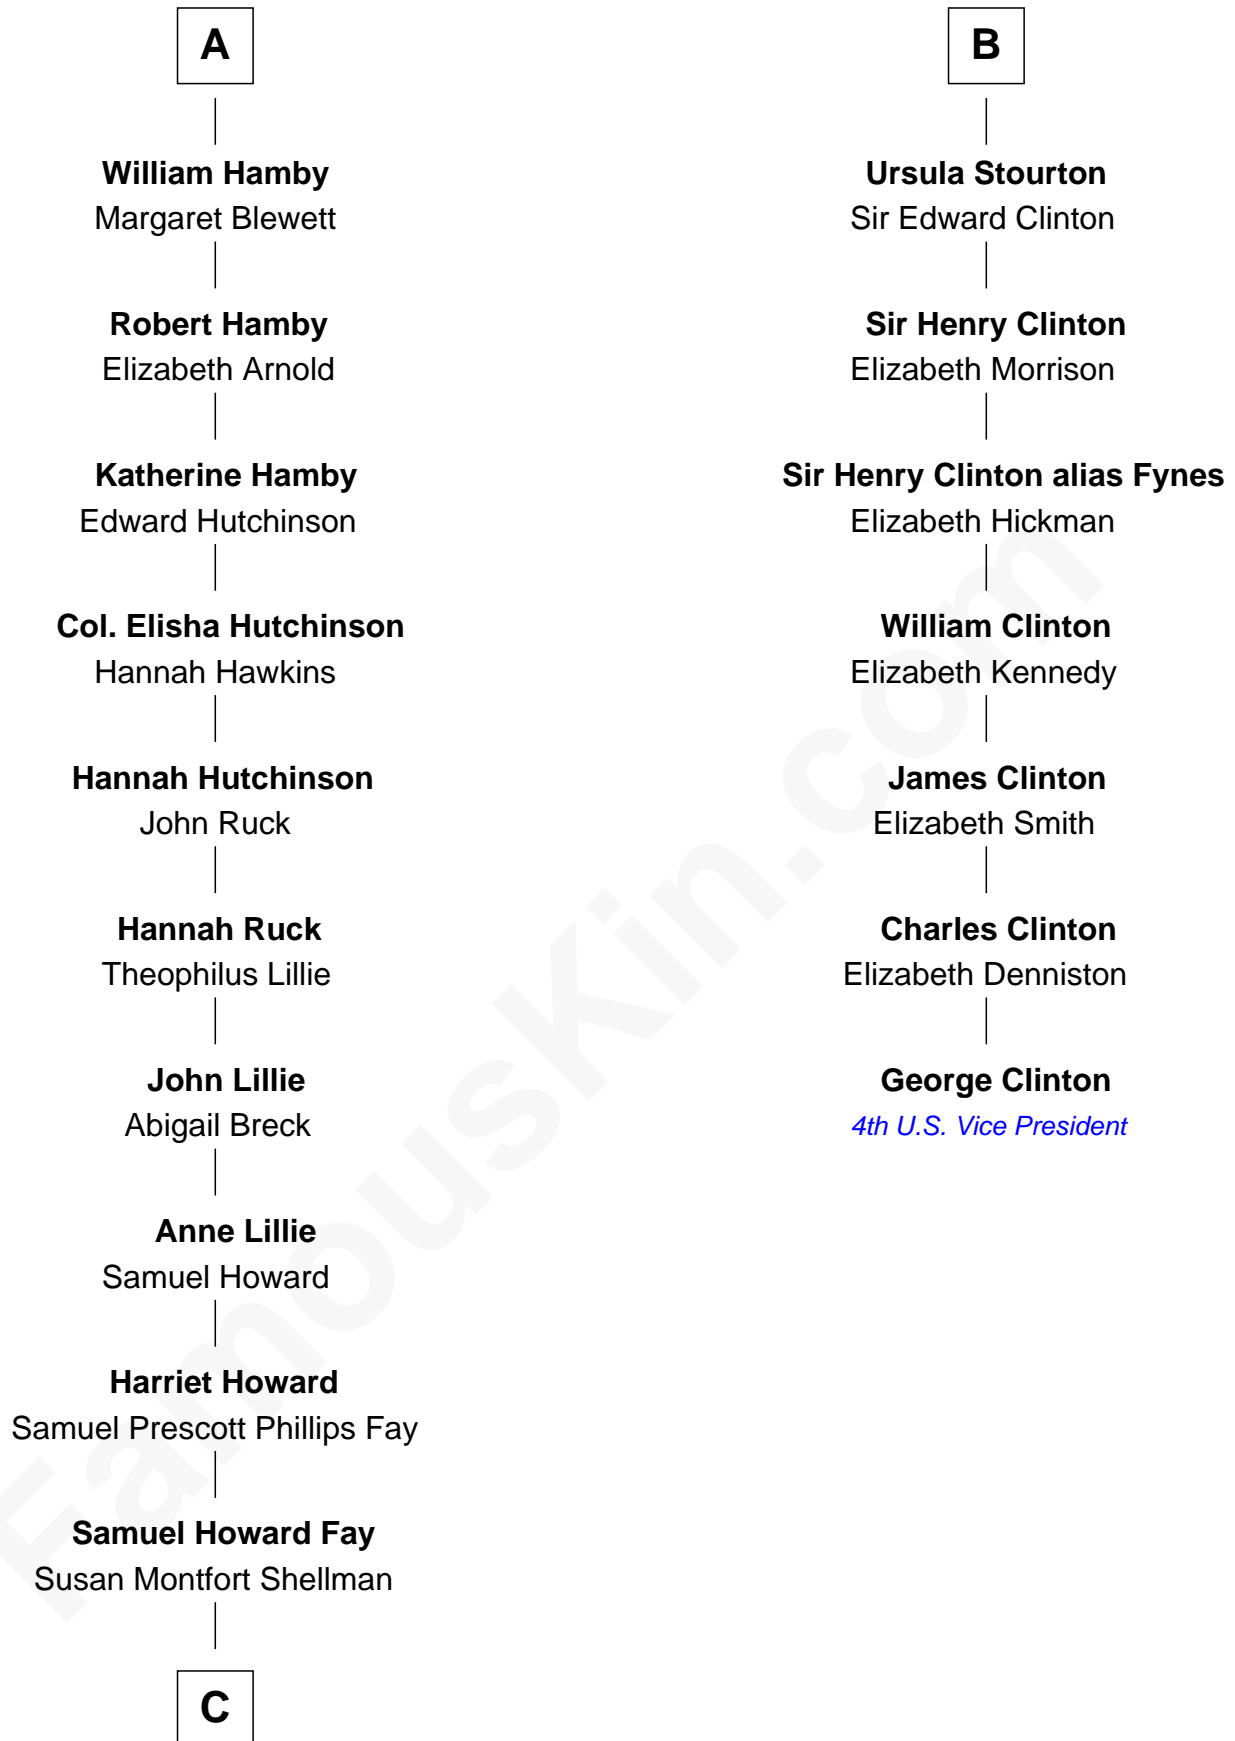 A
William Hamby
Margaret Blewett
Robert Hamby
Elizabeth Arnold
Katherine Hamby
Edward Hutchinson
Col. Elisha Hutchinson
Hannah Hawkins
Hannah Hutchinson
John Ruck
Hannah Ruck
Theophilus Lillie
John Lillie
Abigail Breck
Anne Lillie
Samuel Howard
Harriet Howard
Samuel Prescott Phillips Fay
Samuel Howard Fay
Susan Montfort Shellman
C
B
Ursula Stourton
Sir Edward Clinton
Sir Henry Clinton
Elizabeth Morrison
Sir Henry Clinton alias Fynes
Elizabeth Hickman
William Clinton
Elizabeth Kennedy
James Clinton
Elizabeth Smith
Charles Clinton
Elizabeth Denniston
George Clinton
4th U.S. Vice President
FamousKin.com